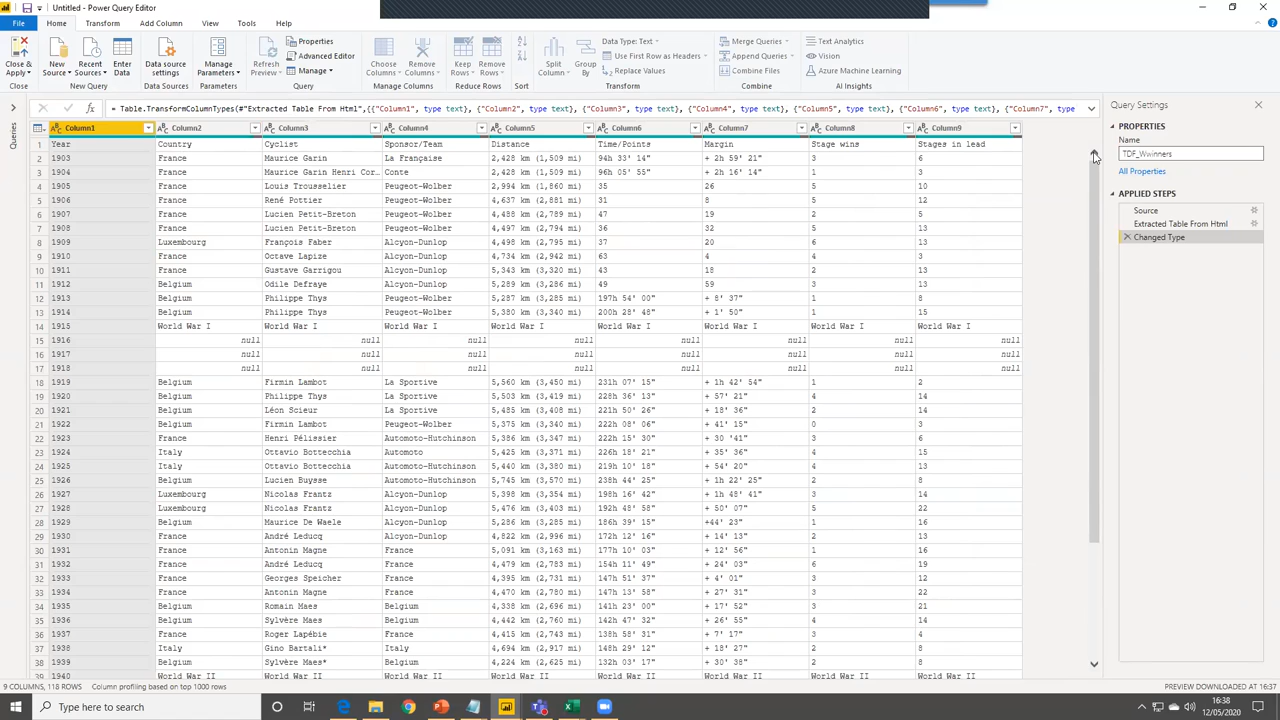 Untitled - Power Query Editor
File Home Transform Add Column View Tools Help
Close & Apply New Source Recent Sources Enter Data Data source settings Manage Parameters Refresh Preview Properties Advanced Editor Manage Choose Columns Remove Columns Keep Rows Remove Rows Split Column Group By Data Type: Text Use First Row as Headers Replace Values Merge Queries Append Queries Combine Files Text Analytics Vision Azure Machine Learning
Close New Query Data Sources Parameters Query Manage Columns Reduce Rows Sort Transform Combine AI Insights
= Table.TransformColumnTypes(#"Extracted Table From Html",{{"Column1", type text}, {"Column2", type text}, {"Column3", type text}, {"Column4", type text}, {"Column5", type text}, {"Column6", type text}, {"Column7", type
Queries
Column1 Column2 Column3 Column4 Column5 Column6 Column7 Column8 Column9
1 Year Country Cyclist Sponsor/Team Distance Time/Points Margin Stage wins Stages in lead
2 1903 France Maurice Garin La Française 2,428 km (1,509 mi) 94h 33' 14" + 2h 59' 21" 3 6
3 1904 France Maurice Garin Henri Cor... Conte 2,428 km (1,509 mi) 96h 05' 55" + 2h 16' 14" 1 3
4 1905 France Louis Trousselier Peugeot-Wolber 2,994 km (1,860 mi) 35 26 5 10
5 1906 France René Pottier Peugeot-Wolber 4,637 km (2,881 mi) 31 8 5 12
6 1907 France Lucien Petit-Breton Peugeot-Wolber 4,488 km (2,789 mi) 47 19 2 5
7 1908 France Lucien Petit-Breton Peugeot-Wolber 4,497 km (2,794 mi) 36 32 5 13
8 1909 Luxembourg François Faber Alcyon-Dunlop 4,498 km (2,795 mi) 37 20 6 13
9 1910 France Octave Lapize Alcyon-Dunlop 4,734 km (2,942 mi) 63 4 4 3
10 1911 France Gustave Garrigou Alcyon-Dunlop 5,343 km (3,320 mi) 43 18 2 13
11 1912 Belgium Odile Defraye Alcyon-Dunlop 5,289 km (3,286 mi) 49 59 3 13
12 1913 Belgium Philippe Thys Peugeot-Wolber 5,287 km (3,285 mi) 197h 54' 00" + 8' 37" 1 8
13 1914 Belgium Philippe Thys Peugeot-Wolber 5,380 km (3,340 mi) 200h 28' 48" + 1' 50" 1 15
14 1915 World War I World War I World War I World War I World War I World War I World War I World War I
15 1916 null null null null null null null null
16 1917 null null null null null null null null
17 1918 null null null null null null null null
18 1919 Belgium Firmin Lambot La Sportive 5,560 km (3,450 mi) 231h 07' 15" + 1h 42' 54" 1 2
19 1920 Belgium Philippe Thys La Sportive 5,503 km (3,419 mi) 228h 36' 13" + 57' 21" 4 14
20 1921 Belgium Léon Scieur La Sportive 5,485 km (3,408 mi) 221h 50' 26" + 18' 36" 2 14
21 1922 Belgium Firmin Lambot Peugeot-Wolber 5,375 km (3,340 mi) 222h 08' 06" + 41' 15" 0 3
22 1923 France Henri Pélissier Automoto-Hutchinson 5,386 km (3,347 mi) 222h 15' 30" + 30 '41" 3 6
23 1924 Italy Ottavio Bottecchia Automoto 5,425 km (3,371 mi) 226h 18' 21" + 35' 36" 4 15
24 1925 Italy Ottavio Bottecchia Automoto-Hutchinson 5,440 km (3,380 mi) 219h 10' 18" + 54' 20" 4 13
25 1926 Belgium Lucien Buysse Automoto-Hutchinson 5,745 km (3,570 mi) 238h 44' 25" + 1h 22' 25" 2 8
26 1927 Luxembourg Nicolas Frantz Alcyon-Dunlop 5,398 km (3,354 mi) 198h 16' 42" + 1h 48' 41" 3 14
27 1928 Luxembourg Nicolas Frantz Alcyon-Dunlop 5,476 km (3,403 mi) 192h 48' 58" + 50' 07" 5 22
28 1929 Belgium Maurice De Waele Alcyon-Dunlop 5,286 km (3,285 mi) 186h 39' 15" +44' 23" 1 16
29 1930 France André Leducq Alcyon-Dunlop 4,822 km (2,996 mi) 172h 12' 16" + 14' 13" 2 13
30 1931 France Antonin Magne France 5,091 km (3,163 mi) 177h 10' 03" + 12' 56" 1 16
31 1932 France André Leducq France 4,479 km (2,783 mi) 154h 11' 49" + 24' 03" 6 19
32 1933 France Georges Speicher France 4,395 km (2,731 mi) 147h 51' 37" + 4' 01" 3 12
33 1934 France Antonin Magne France 4,470 km (2,780 mi) 147h 13' 58" + 27' 31" 3 22
34 1935 Belgium Romain Maes Belgium 4,338 km (2,696 mi) 141h 23' 00" + 17' 52" 3 21
35 1936 Belgium Sylvère Maes Belgium 4,442 km (2,760 mi) 142h 47' 32" + 26' 55" 4 14
36 1937 France Roger Lapébie France 4,415 km (2,743 mi) 138h 58' 31" + 7' 17" 3 4
37 1938 Italy Gino Bartali* Italy 4,694 km (2,917 mi) 148h 29' 12" + 18' 27" 2 8
38 1939 Belgium Sylvère Maes* Belgium 4,224 km (2,625 mi) 132h 03' 17" + 30' 38" 2 8
39 1940 World War II World War II World War II World War II World War II World War II World War II World War II
Query Settings
PROPERTIES
Name
TDF_Wwinners
All Properties
APPLIED STEPS
Source
Extracted Table From Html
Changed Type
9 COLUMNS, 118 ROWS Column profiling based on top 1000 rows PREVIEW DOWNLOADED AT 16:37
Type here to search
16:38
12/05/2020